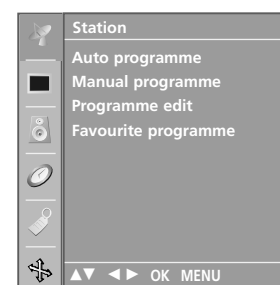 Station
Auto programme
Manual programme
Programme edit
Favourite programme
▲▼ ◄► OK MENU